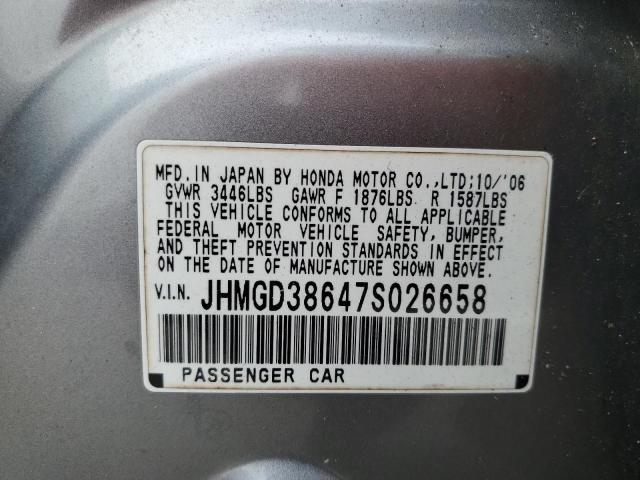 MFD. IN JAPAN BY HONDA MOTOR CO.,LTD;10/'06
GVWR 3446LBS GAWR F 1876LBS R 1587LBS
THIS VEHICLE CONFORMS TO ALL APPLICABLE
FEDERAL MOTOR VEHICLE SAFETY, BUMPER,
AND THEFT PREVENTION STANDARDS IN EFFECT
ON THE DATE OF MANUFACTURE SHOWN ABOVE.
V.I.N. JHMGD38647S026658
PASSENGER CAR